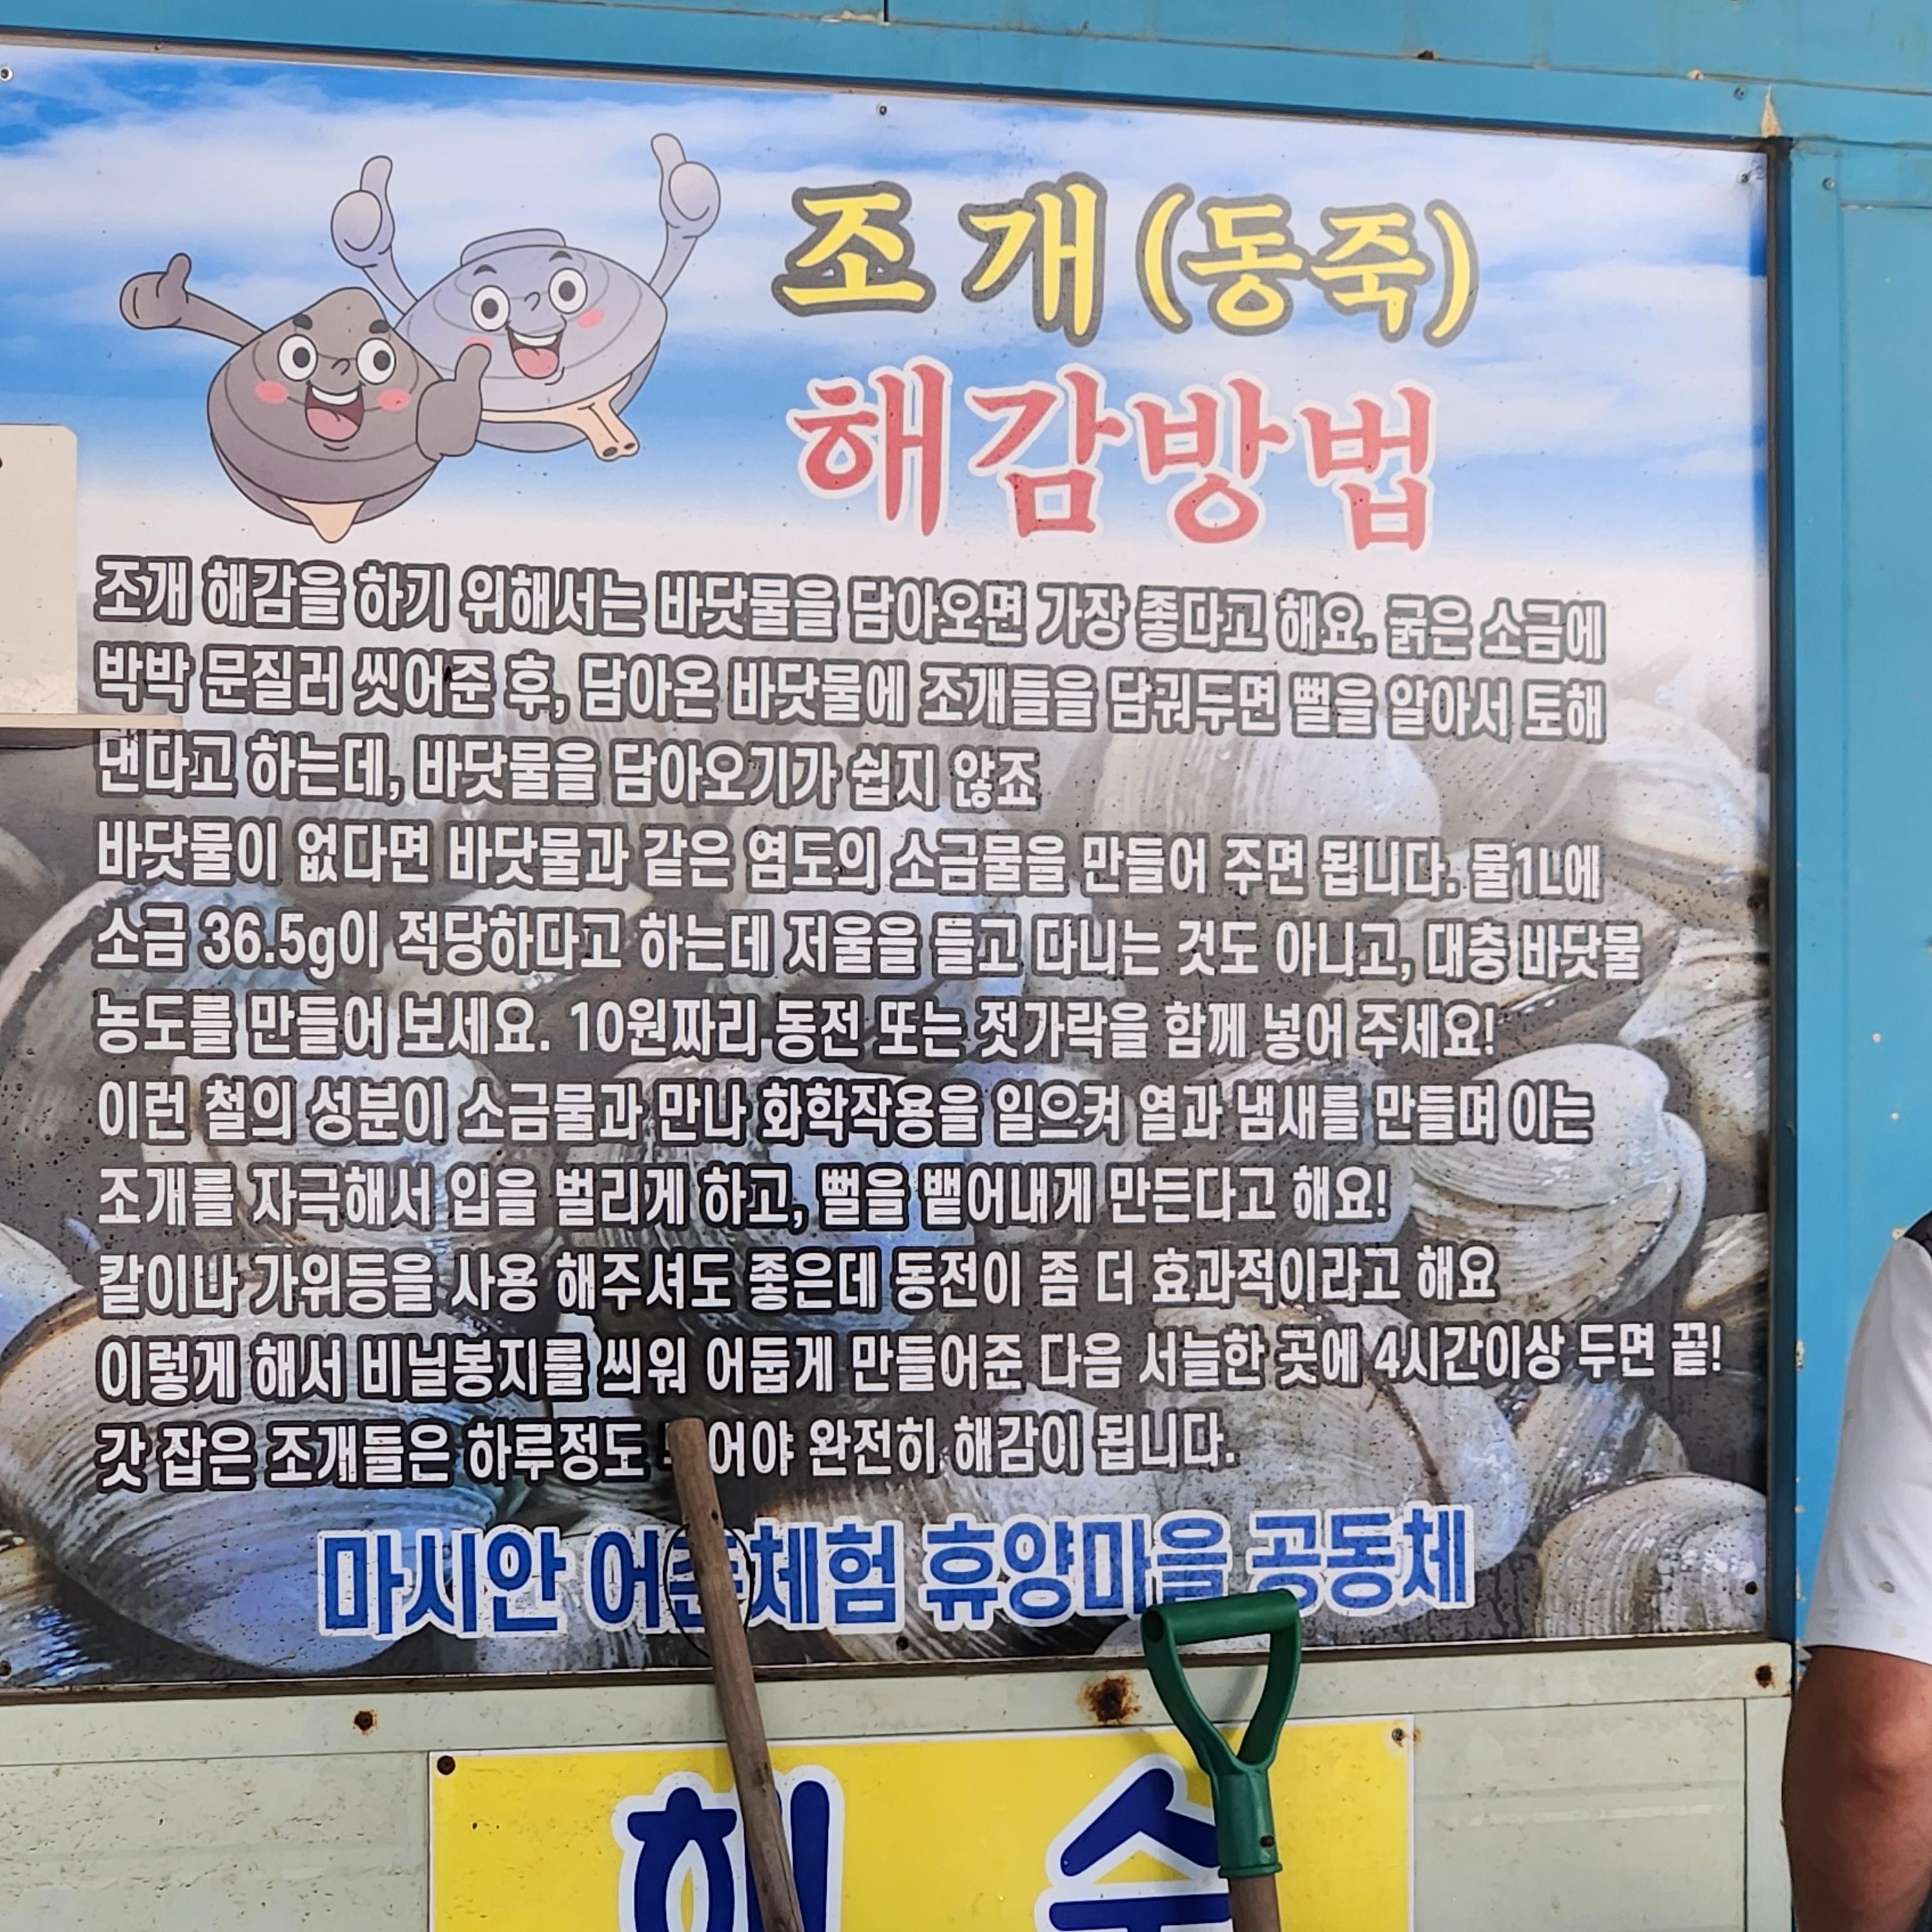 조개(동죽)
해감방법
조개 해감을 하기 위해서는 바닷물을 담아오면 가장 좋다고 해요. 굵은 소금에
박박 문질러 씻어준 후, 담아온 바닷물에 조개들을 담궈두면 뻘을 알아서 토해
낸다고 하는데, 바닷물을 담아오기가 쉽지 않죠
바닷물이 없다면 바닷물과 같은 염도의 소금물을 만들어 주면 됩니다. 물1L에
소금 36.5g이 적당하다고 하는데 저울을 들고 다니는 것도 아니고, 대충 바닷물
농도를 만들어 보세요. 10원짜리 동전 또는 젓가락을 함께 넣어 주세요!
이런 철의 성분이 소금물과 만나 화학작용을 일으켜 열과 냄새를 만들며 이는
조개를 자극해서 입을 벌리게 하고, 뻘을 뱉어내게 만든다고 해요!
칼이나 가위등을 사용 해주셔도 좋은데 동전이 좀 더 효과적이라고 해요
이렇게 해서 비닐봉지를 씌워 어둡게 만들어준 다음 서늘한 곳에 4시간이상 두면 끝!
갓 잡은 조개들은 하루정도 완전히 해감이 됩니다.
마시안 어촌체험 휴양마을 공동체